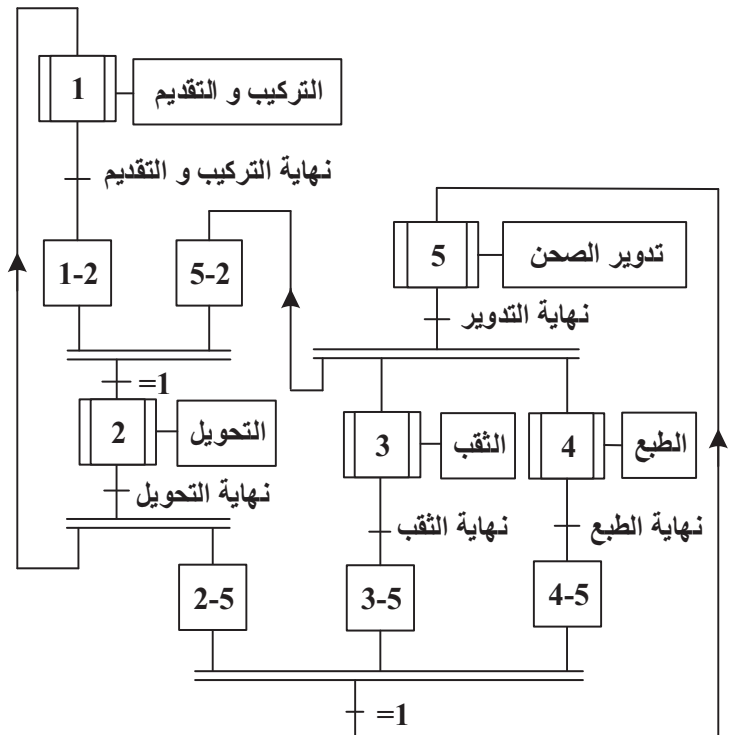 1
التركيب و التقديم
نهاية التركيب و التقديم
1-2
5-2
5
تدوير الصحن
نهاية التدوير
=1
2
التحويل
نهاية التحويل
3
الثقب
نهاية الثقب
4
الطبع
نهاية الطبع
2-5
3-5
4-5
=1